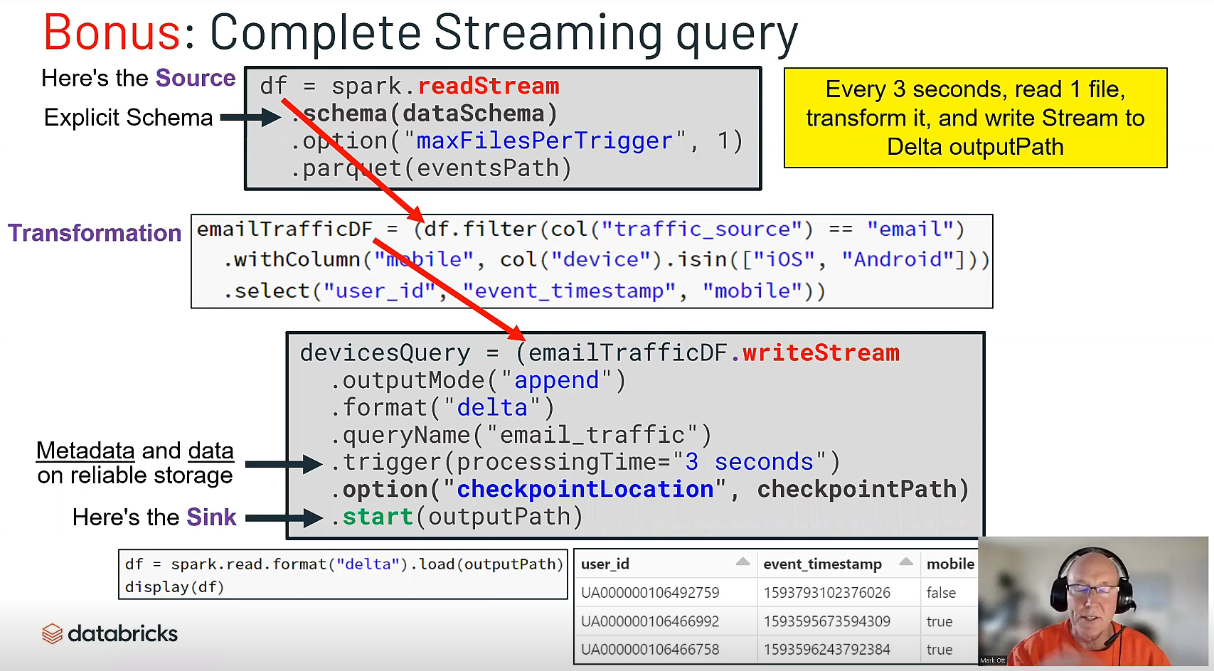 Bonus: Complete Streaming query
Here's the Source
Explicit Schema
df = spark.readStream
.schema(dataSchema)
.option("maxFilesPerTrigger", 1)
.parquet(eventsPath)
Every 3 seconds, read 1 file,
transform it, and write Stream to
Delta outputPath
Transformation
emailTrafficDF = (df.filter(col("traffic_source") == "email")
.withColumn("mobile", col("device").isin(["iOS", "Android"]))
.select("user_id", "event_timestamp", "mobile"))
devicesQuery = (emailTrafficDF.writeStream
.outputMode("append")
.format("delta")
.queryName("email_traffic")
.trigger(processingTime="3 seconds")
.option("checkpointLocation", checkpointPath)
.start(outputPath)
Metadata and data
on reliable storage
Here's the Sink
df = spark.read.format("delta").load(outputPath)
display(df)
user_id event_timestamp mobile
UA000000106492759 1593793102376026 false
UA000000106466992 1593595673594309 true
UA000000106466758 1593596243792384 true
databricks
Mark Ott